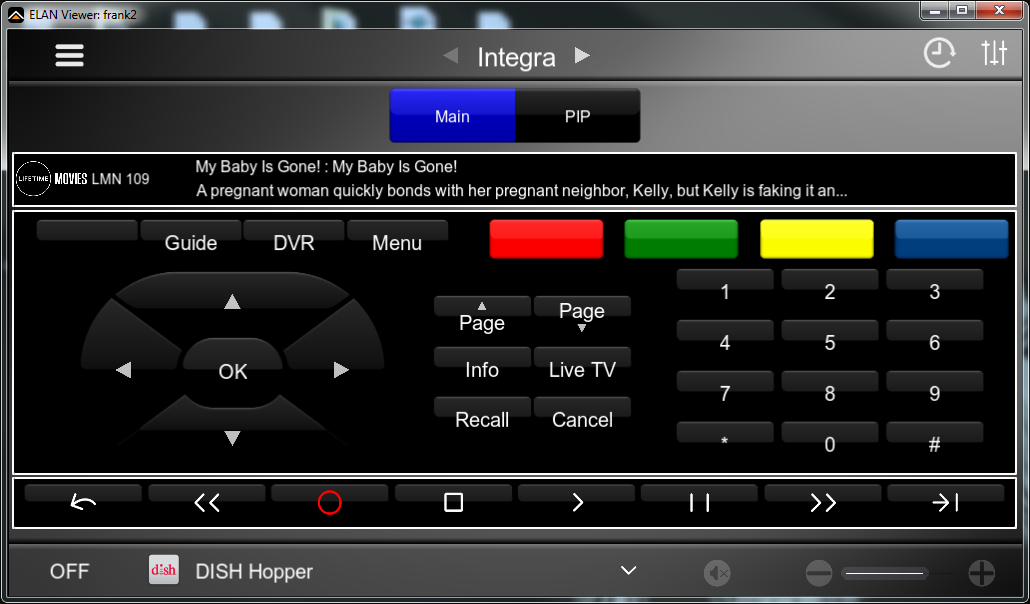 ELAN Viewer: frank2
Integra
Main PIP
LIFETIME MOVIES LMN 109
My Baby Is Gone! : My Baby Is Gone!
A pregnant woman quickly bonds with her pregnant neighbor, Kelly, but Kelly is faking it an...
Guide DVR Menu
Page Page
OK
Info Live TV
Recall Cancel
1 2 3
4 5 6
7 8 9
* 0 #
OFF dish DISH Hopper